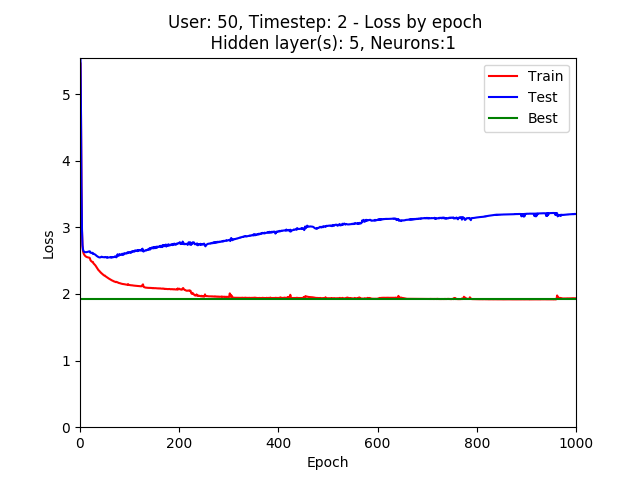 User: 50, Timestep: 2 - Loss by epoch
Hidden layer(s): 5, Neurons:1
Train
Test
Best
5
4
3
2
1
0
Loss
0 200 400 600 800 1000
Epoch